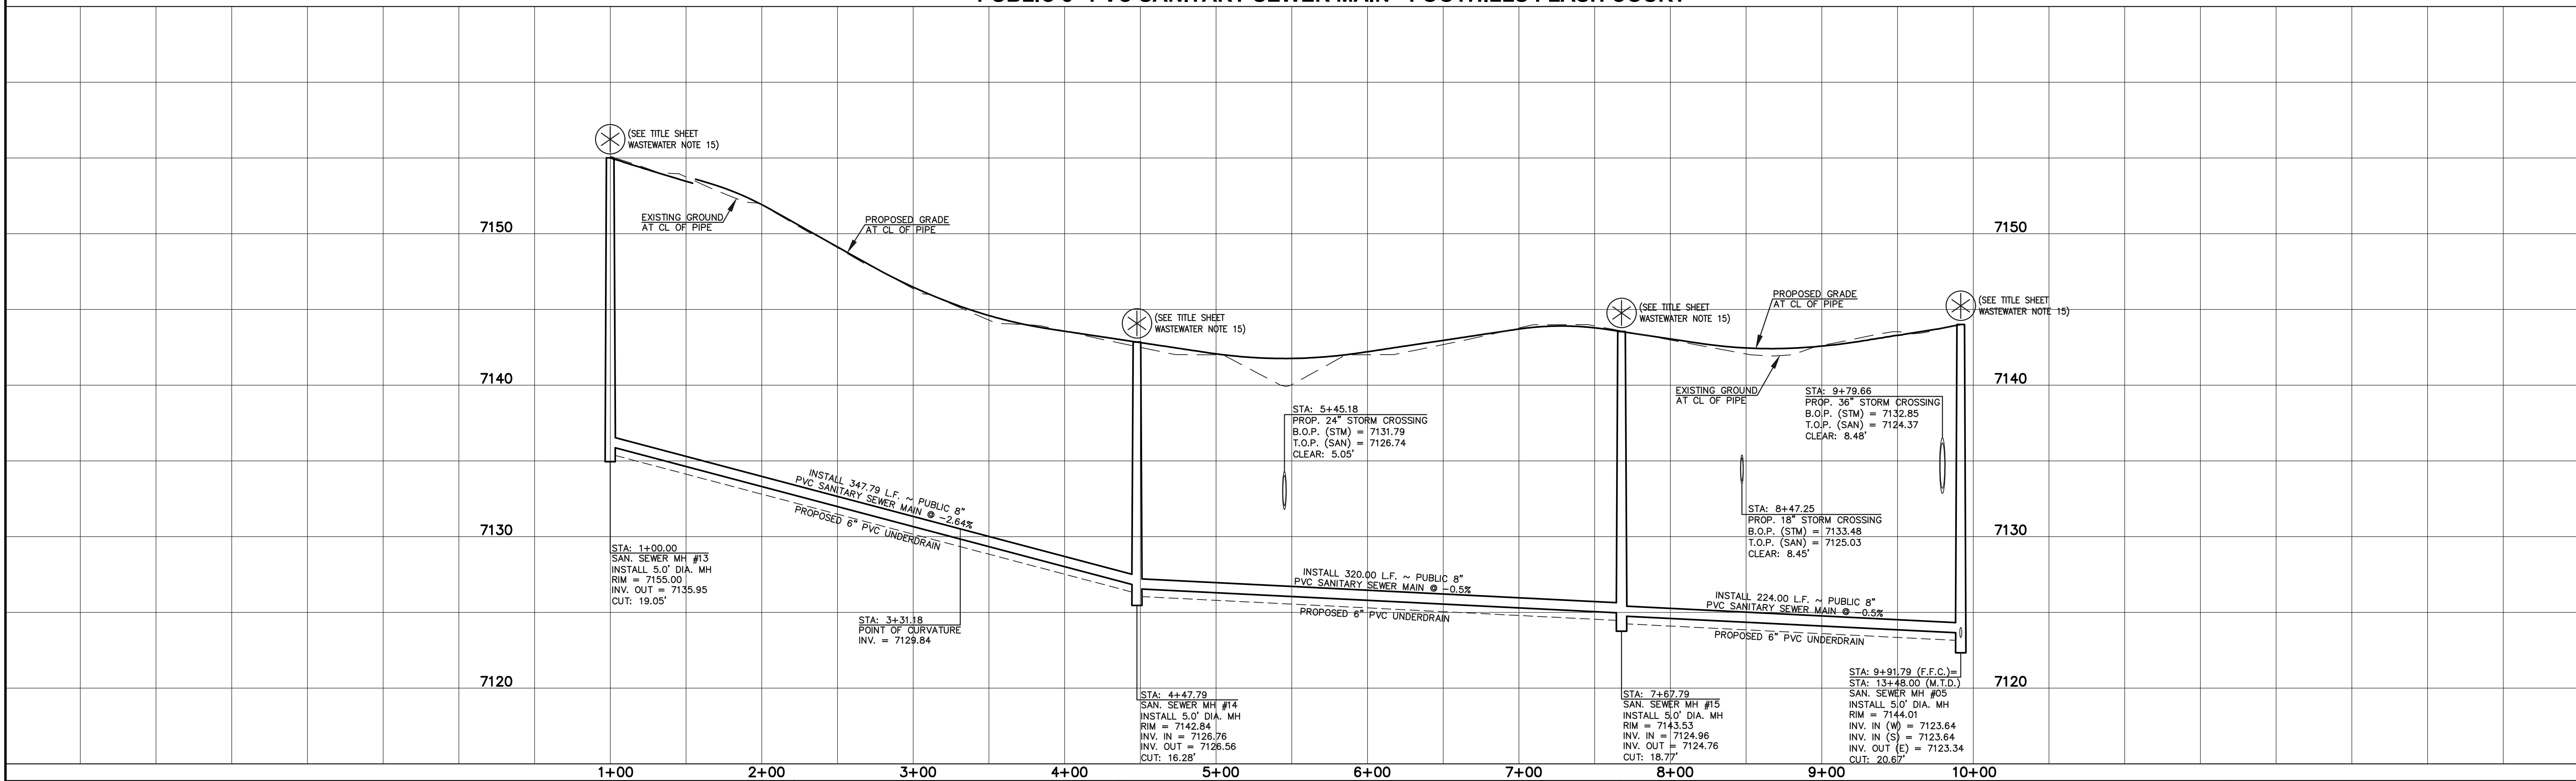 PUBLIC 8" PVC SANITARY SEWER MAIN - FOOTHILLS FLASH COURT
(SEE TITLE SHEET
WASTEWATER NOTE 15)
EXISTING GROUND
AT CL OF PIPE
PROPOSED GRADE
AT CL OF PIPE
7150
7150
(SEE TITLE SHEET
WASTEWATER NOTE 15)
(SEE TITLE SHEET
WASTEWATER NOTE 15)
PROPOSED GRADE
AT CL OF PIPE
(SEE TITLE SHEET
WASTEWATER NOTE 15)
7140
7140
EXISTING GROUND
AT CL OF PIPE
STA: 9+79.66
PROP. 36" STORM CROSSING
B.O.P. (STM) = 7132.85
T.O.P. (SAN) = 7124.37
CLEAR: 8.48'
STA: 5+45.18
PROP. 24" STORM CROSSING
B.O.P. (STM) = 7131.79
T.O.P. (SAN) = 7126.74
CLEAR: 5.05'
INSTALL 347.79 L.F. ~ PUBLIC 8"
PVC SANITARY SEWER MAIN @ -2.64%
PROPOSED 6" PVC UNDERDRAIN
STA: 8+47.25
PROP. 18" STORM CROSSING
B.O.P. (STM) = 7133.48
T.O.P. (SAN) = 7125.03
CLEAR: 8.45'
7130
7130
STA: 1+00.00
SAN. SEWER MH #13
INSTALL 5.0' DIA. MH
RIM = 7155.00
INV. OUT = 7135.95
CUT: 19.05'
STA: 3+31.18
POINT OF CURVATURE
INV. = 7129.84
INSTALL 320.00 L.F. ~ PUBLIC 8"
PVC SANITARY SEWER MAIN @ -0.5%
PROPOSED 6" PVC UNDERDRAIN
INSTALL 224.00 L.F. ~ PUBLIC 8"
PVC SANITARY SEWER MAIN @ -0.5%
PROPOSED 6" PVC UNDERDRAIN
7120
7120
STA: 4+47.79
SAN. SEWER MH #14
INSTALL 5.0' DIA. MH
RIM = 7142.84
INV. IN = 7126.76
INV. OUT = 7126.56
CUT: 16.28'
STA: 7+67.79
SAN. SEWER MH #15
INSTALL 5.0' DIA. MH
RIM = 7143.53
INV. IN = 7124.96
INV. OUT = 7124.76
CUT: 18.77'
STA: 9+91.79 (F.F.C.)=
STA: 13+48.00 (M.T.D.)
SAN. SEWER MH #05
INSTALL 5.0' DIA. MH
RIM = 7144.01
INV. IN (W) = 7123.64
INV. IN (S) = 7123.64
INV. OUT (E) = 7123.34
CUT: 20.67'
1+00 2+00 3+00 4+00 5+00 6+00 7+00 8+00 9+00 10+00